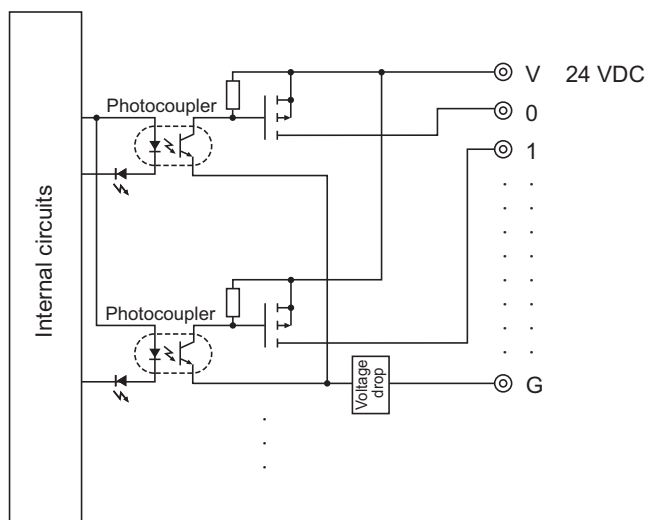 V 24 VDC
Photocoupler
0
1
Internal circuits
Photocoupler
Voltage
drop
G